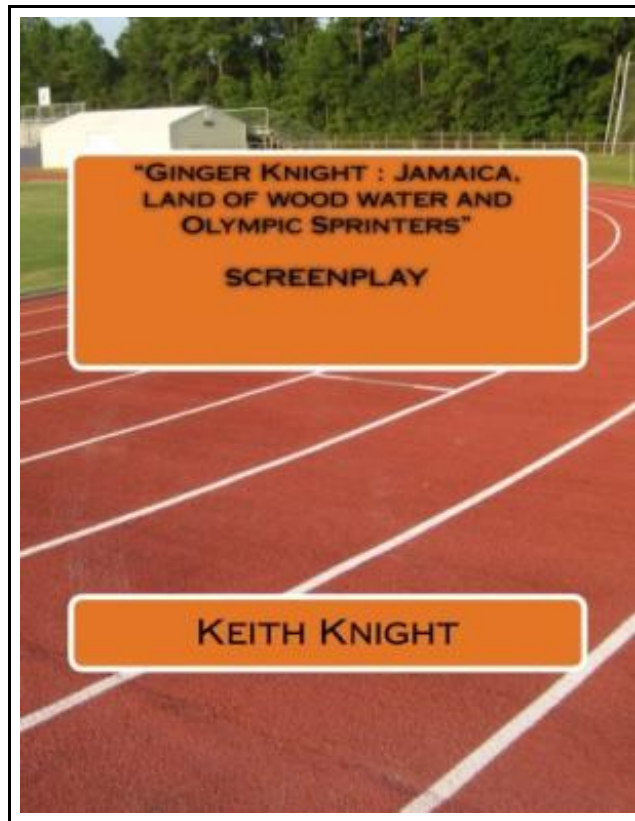 "Ginger Knight : Jamaica,
land of wood water and
Olympic Sprinters"
screenplay
Keith Knight